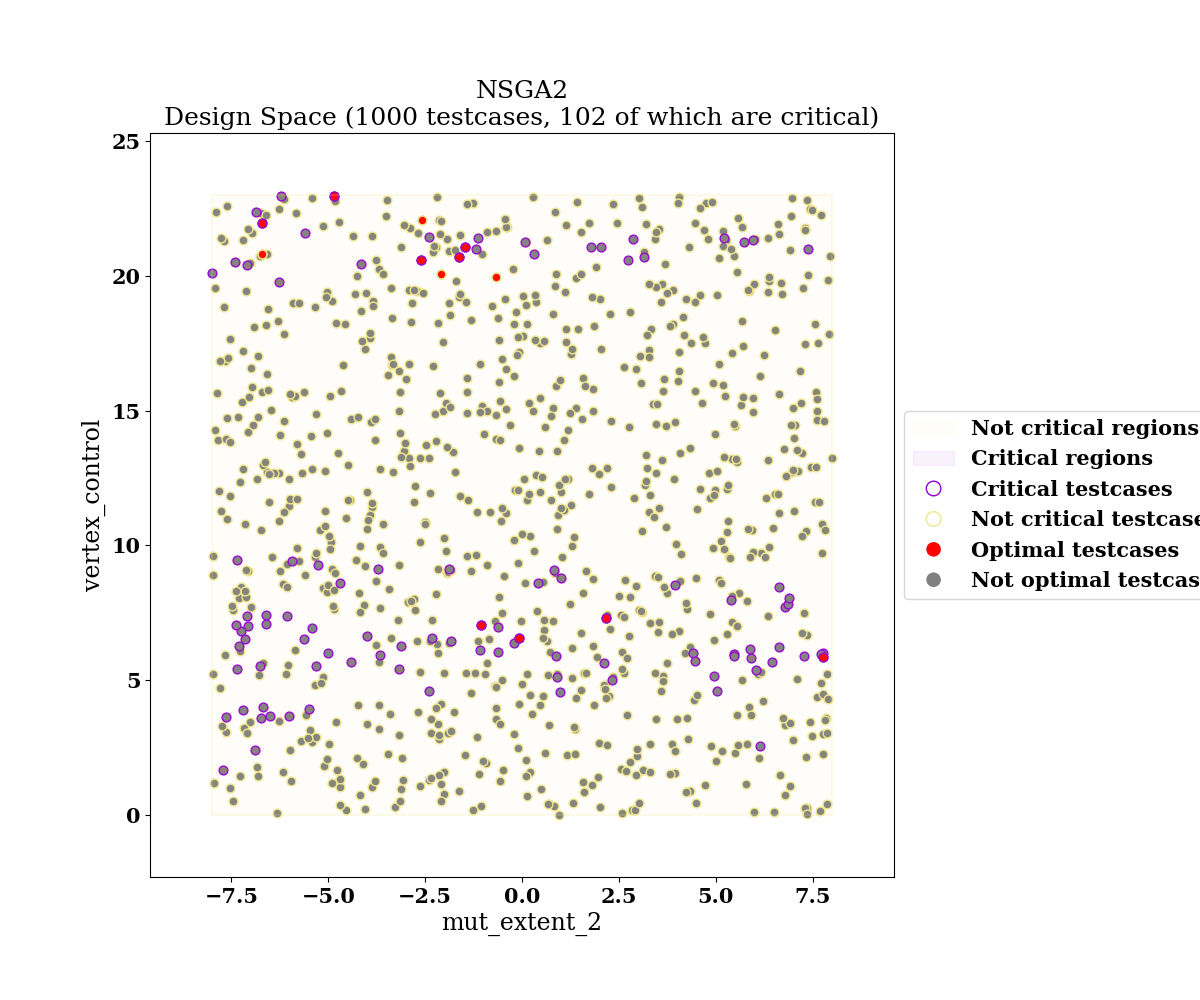 NSGA2
Design Space (1000 testcases, 102 of which are critical)
25
20
15
10
5
0
vertex_control
−7.5
−5.0
−2.5
0.0
2.5
5.0
7.5
mut_extent_2
Not critical regions
Critical regions
Critical testcases
Not critical testcase
Optimal testcases
Not optimal testcas